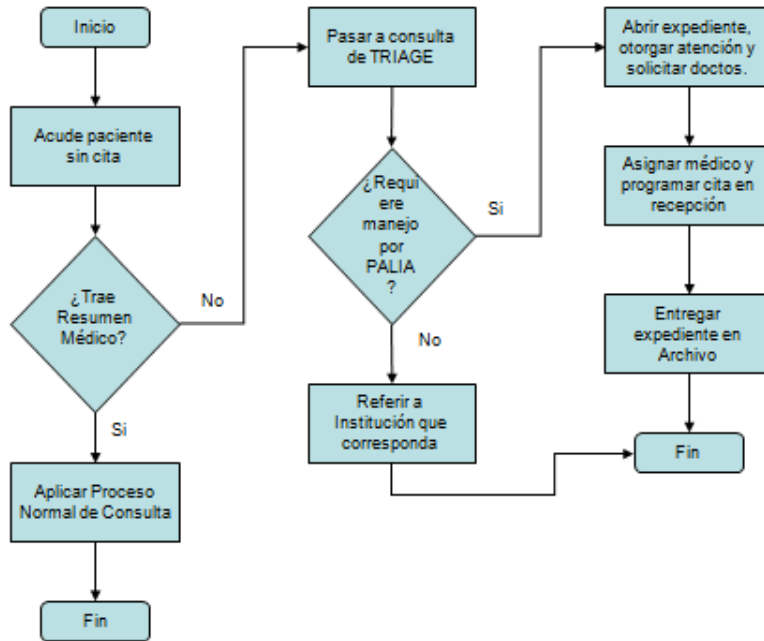 Inicio
Acude paciente
sin cita
¿Trae
Resumen
Médico?
No
Si
Aplicar Proceso
Normal de Consulta
Fin
Pasar a consulta
de TRIAGE
¿Requi
ere
manejo
por
PALIA
?
Si
No
Referir a
Institución que
corresponda
Abrir expediente,
otorgar atención y
solicitar doctos.
Asignar médico y
programar cita en
recepción
Entregar
expediente en
Archivo
Fin